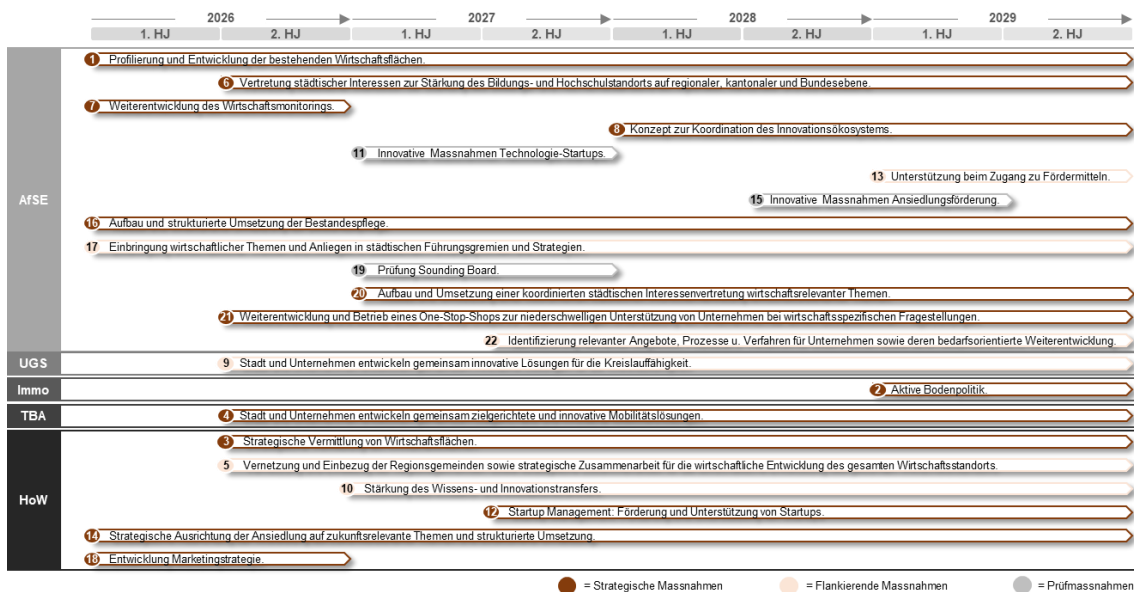 2026 2027 2028 2029
1. HJ 2. HJ 1. HJ 2. HJ 1. HJ 2. HJ 1. HJ 2. HJ
AfSE
1 Profilierung und Entwicklung der bestehenden Wirtschaftsflächen.
6 Vertretung städtischer Interessen zur Stärkung des Bildungs- und Hochschulstandorts auf regionaler, kantonaler und Bundesebene.
7 Weiterentwicklung des Wirtschaftsmonitorings.
8 Konzept zur Koordination des Innovationsökosystems.
11 Innovative Massnahmen Technologie-Startups.
13 Unterstützung beim Zugang zu Fördermitteln.
15 Innovative Massnahmen Ansiedlungsförderung.
16 Aufbau und strukturierte Umsetzung der Bestandespflege.
17 Einbringung wirtschaftlicher Themen und Anliegen in städtischen Führungsgremien und Strategien.
19 Prüfung Sounding Board.
20 Aufbau und Umsetzung einer koordinierten städtischen Interessenvertretung wirtschaftsrelevanter Themen.
21 Weiterentwicklung und Betrieb eines One-Stop-Shops zur niederschwelligen Unterstützung von Unternehmen bei wirtschaftsspezifischen Fragestellungen.
22 Identifizierung relevanter Angebote, Prozesse u. Verfahren für Unternehmen sowie deren bedarfsorientierte Weiterentwicklung.
UGS
9 Stadt und Unternehmen entwickeln gemeinsam innovative Lösungen für die Kreislauffähigkeit.
Immo
2 Aktive Bodenpolitik.
TBA
4 Stadt und Unternehmen entwickeln gemeinsam zielgerichtete und innovative Mobilitätslösungen.
HoW
3 Strategische Vermittlung von Wirtschaftsflächen.
5 Vernetzung und Einbezug der Regionsgemeinden sowie strategische Zusammenarbeit für die wirtschaftliche Entwicklung des gesamten Wirtschaftsstandorts.
10 Stärkung des Wissens- und Innovationstransfers.
12 Startup Management: Förderung und Unterstützung von Startups.
14 Strategische Ausrichtung der Ansiedlung auf zukunftsrelevante Themen und strukturierte Umsetzung.
18 Entwicklung Marketingstrategie.
= Strategische Massnahmen = Flankierende Massnahmen = Prüfmassnahmen